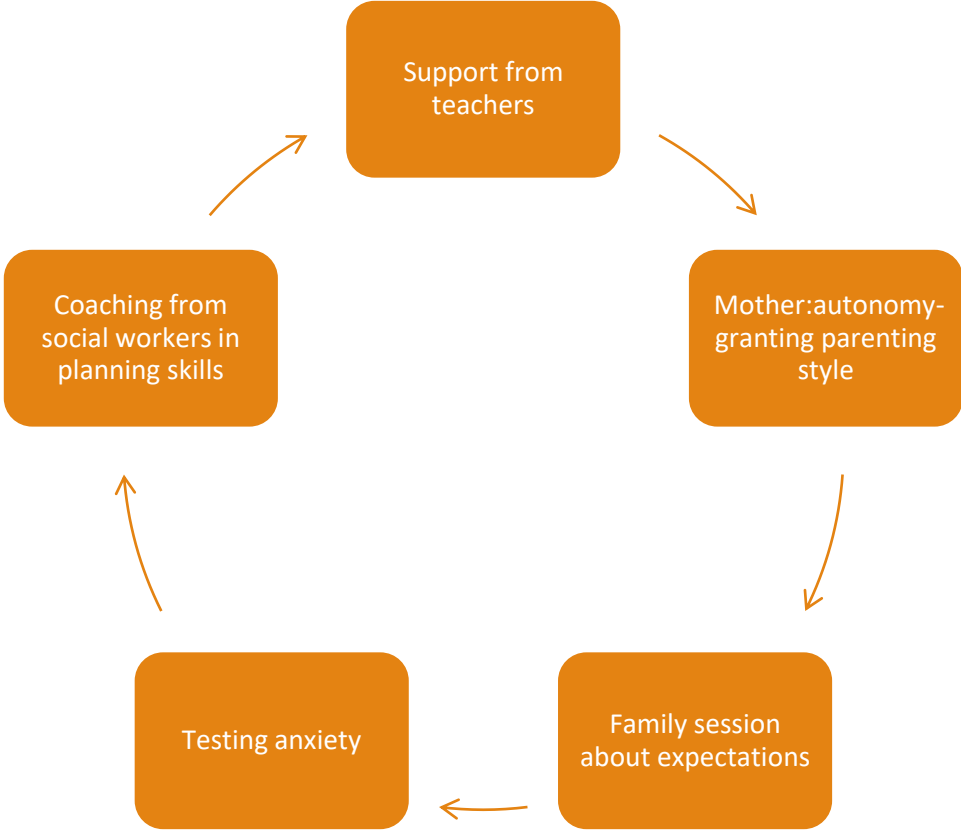 Support from
teachers
Mother:autonomy-
granting parenting
style
Family session
about expectations
Testing anxiety
Coaching from
social workers in
planning skills